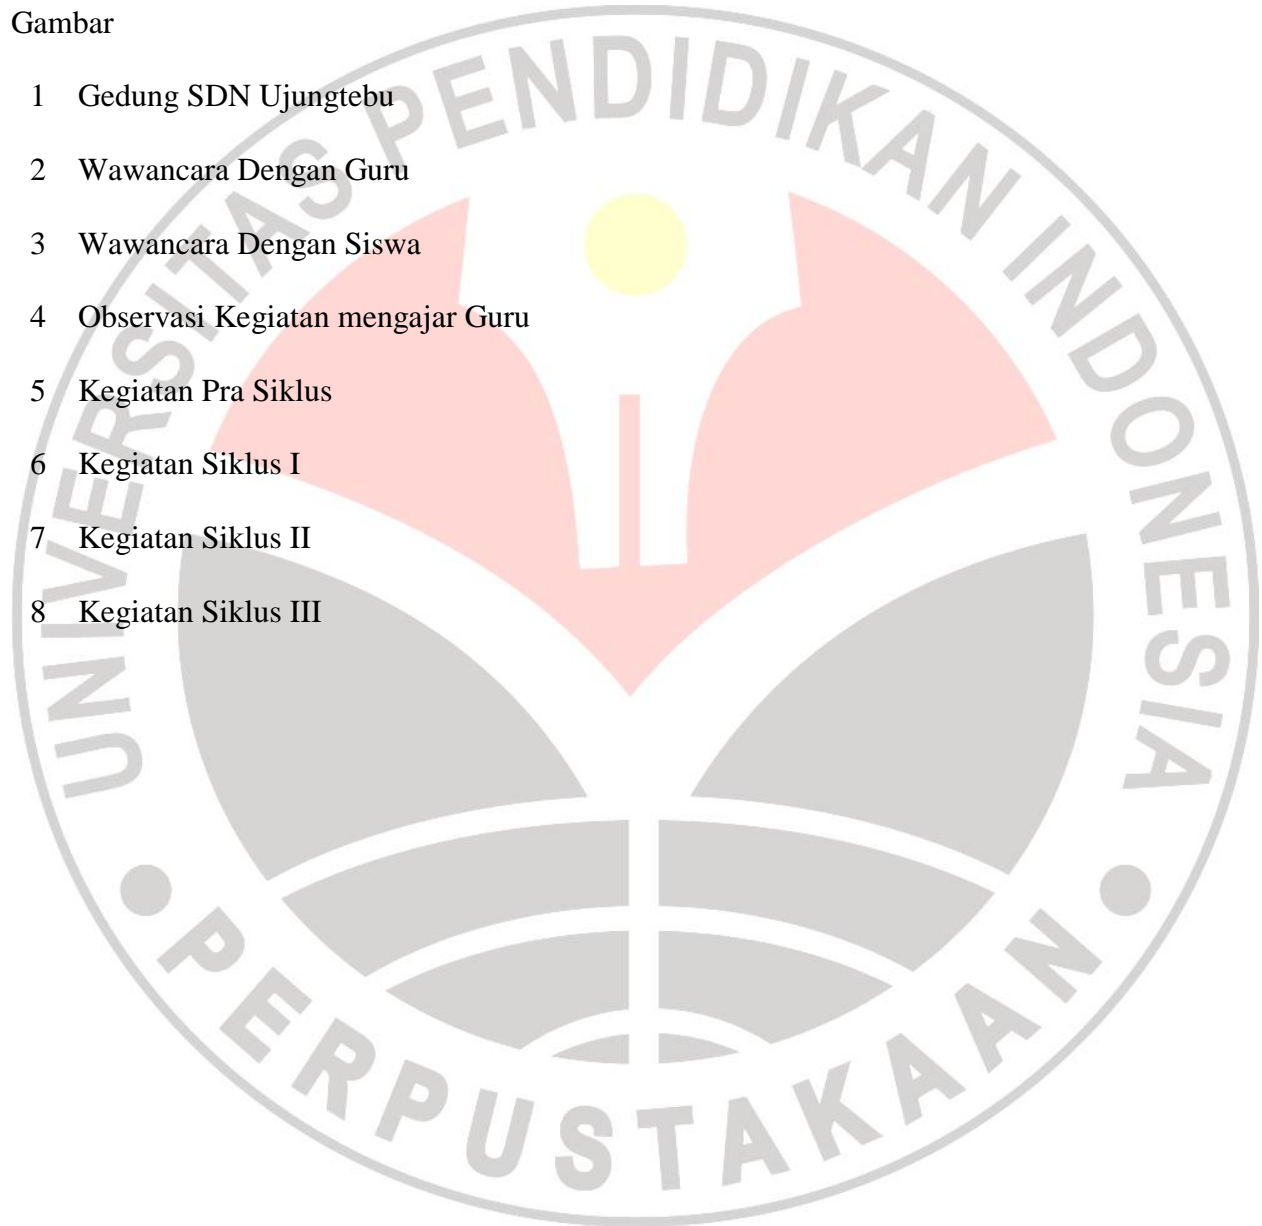 Gambar
1 Gedung SDN Ujungtebu
2 Wawancara Dengan Guru
3 Wawancara Dengan Siswa
4 Observasi Kegiatan mengajar Guru
5 Kegiatan Pra Siklus
6 Kegiatan Siklus I
7 Kegiatan Siklus II
8 Kegiatan Siklus III
UNIVERSITAS PENDIDIKAN INDONESIA
PERPUSTAKAAN